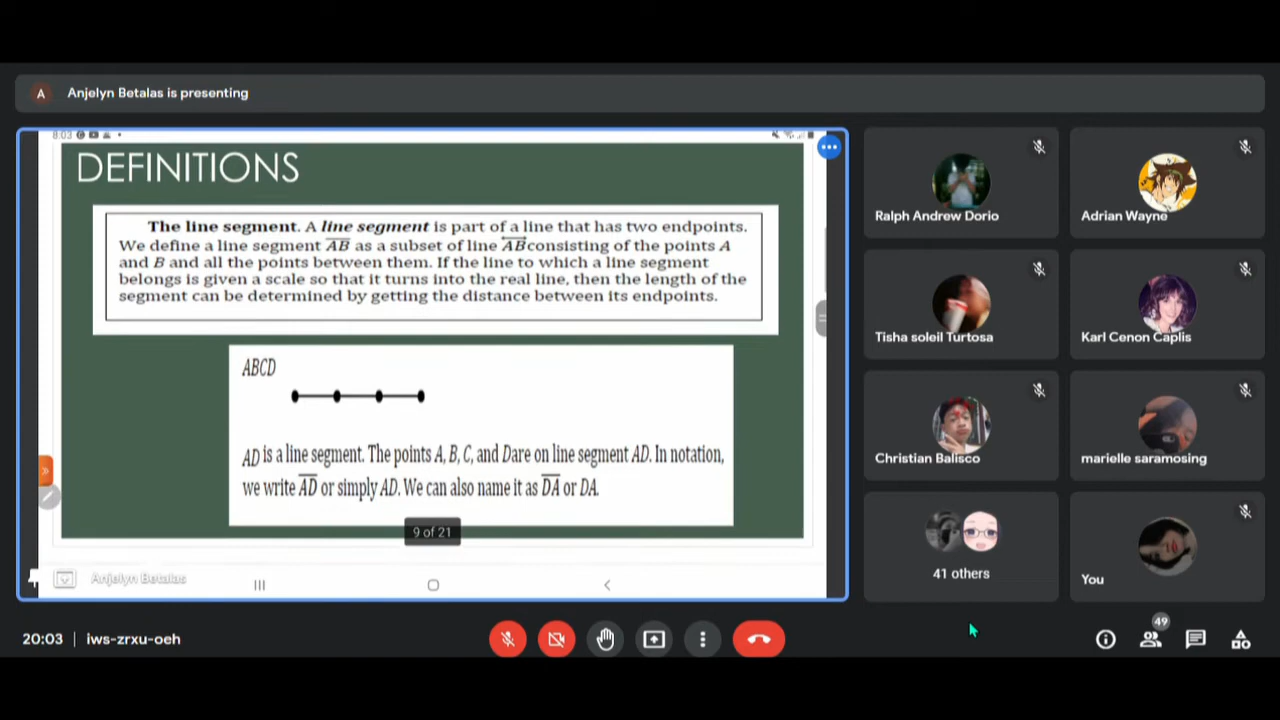 A Anjelyn Betalas is presenting
8:03
DEFINITIONS
The line segment. A line segment is part of a line that has two endpoints.
We define a line segment AB as a subset of line ABconsisting of the points A
and B and all the points between them. If the line to which a line segment
belongs is given a scale so that it turns into the real line, then the length of the
segment can be determined by getting the distance between its endpoints.
ABCD
AD is a line segment. The points A, B, C, and Dare on line segment AD. In notation,
we write AD or simply AD. We can also name it as DA or DA.
9 of 21
Anjelyn Betalas
Ralph Andrew Dorio
Adrian Wayne
Tisha soleil Turtosa
Karl Cenon Caplis
Christian Balisco
marielle saramosing
41 others
You
20:03 | iws-zrxu-oeh
49